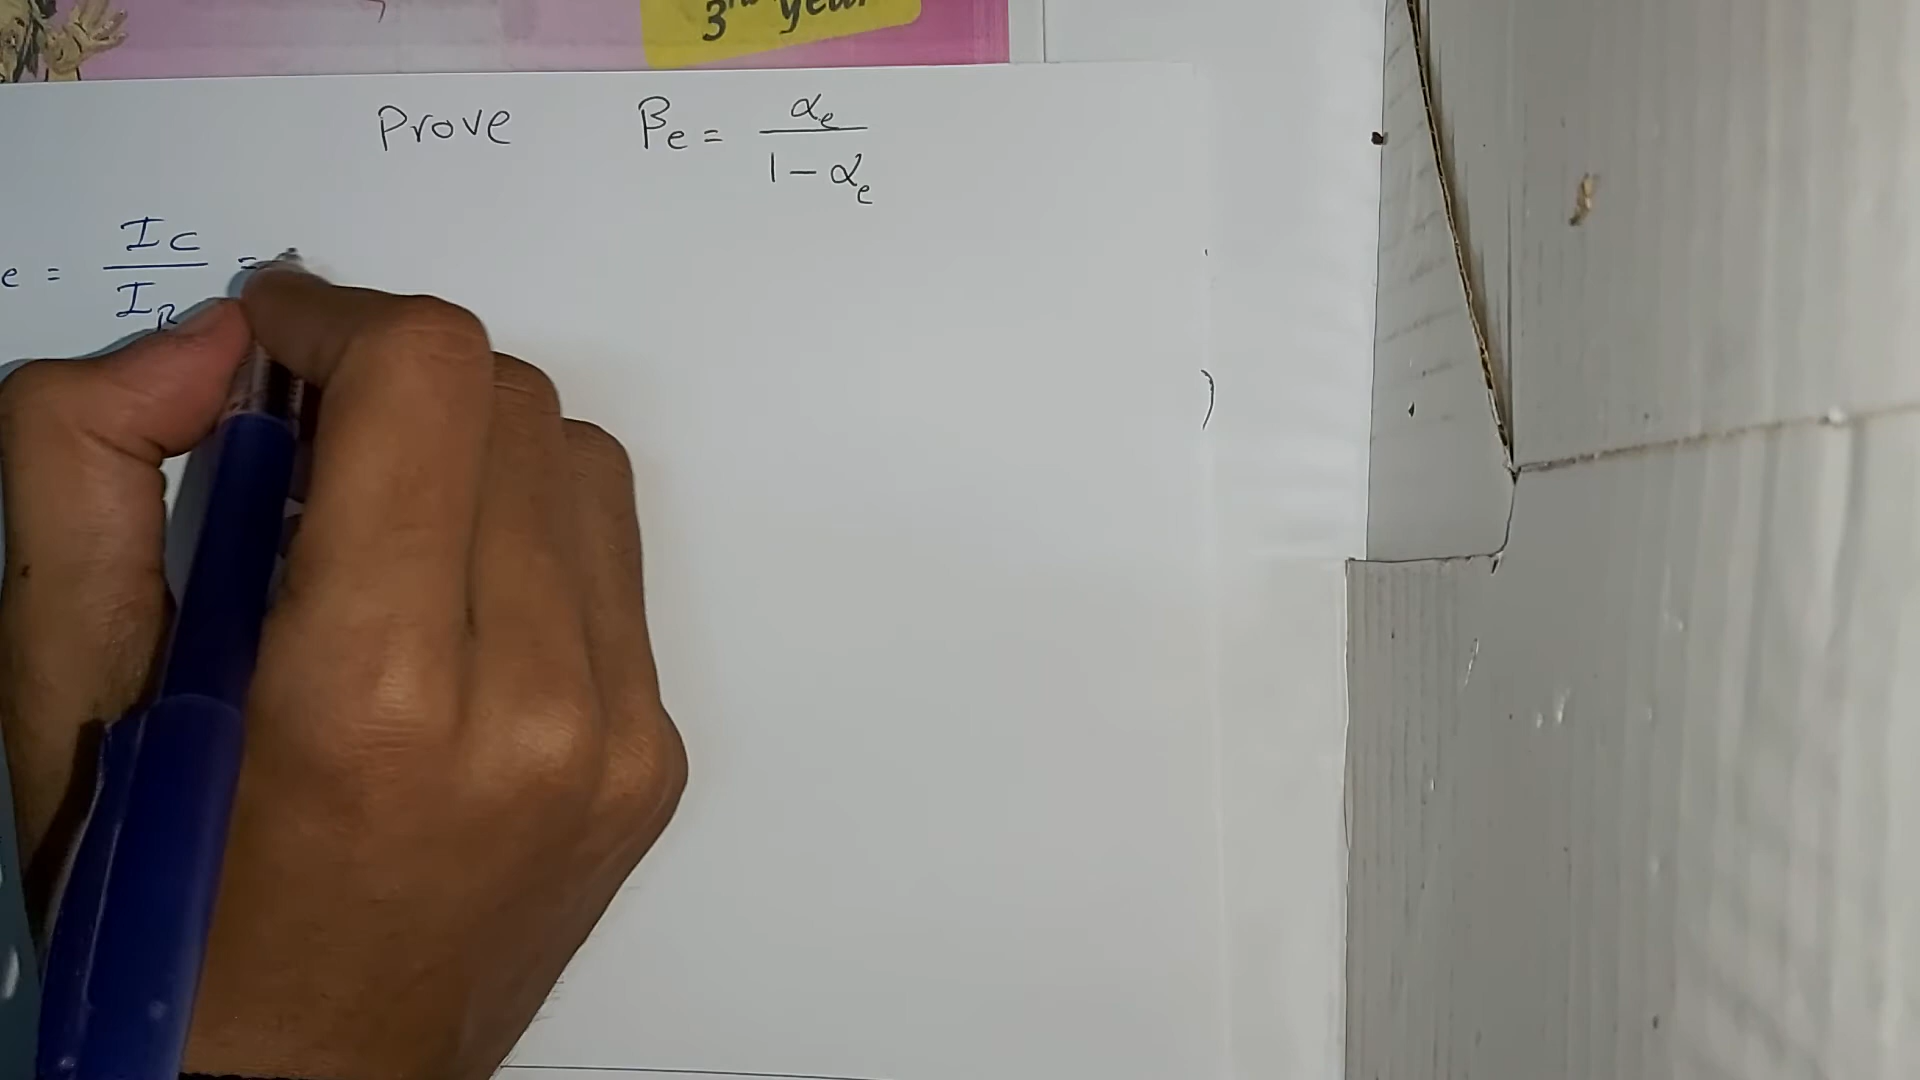 3rd year
Prove βe = αe / 1 - αe
e = IC / IB =